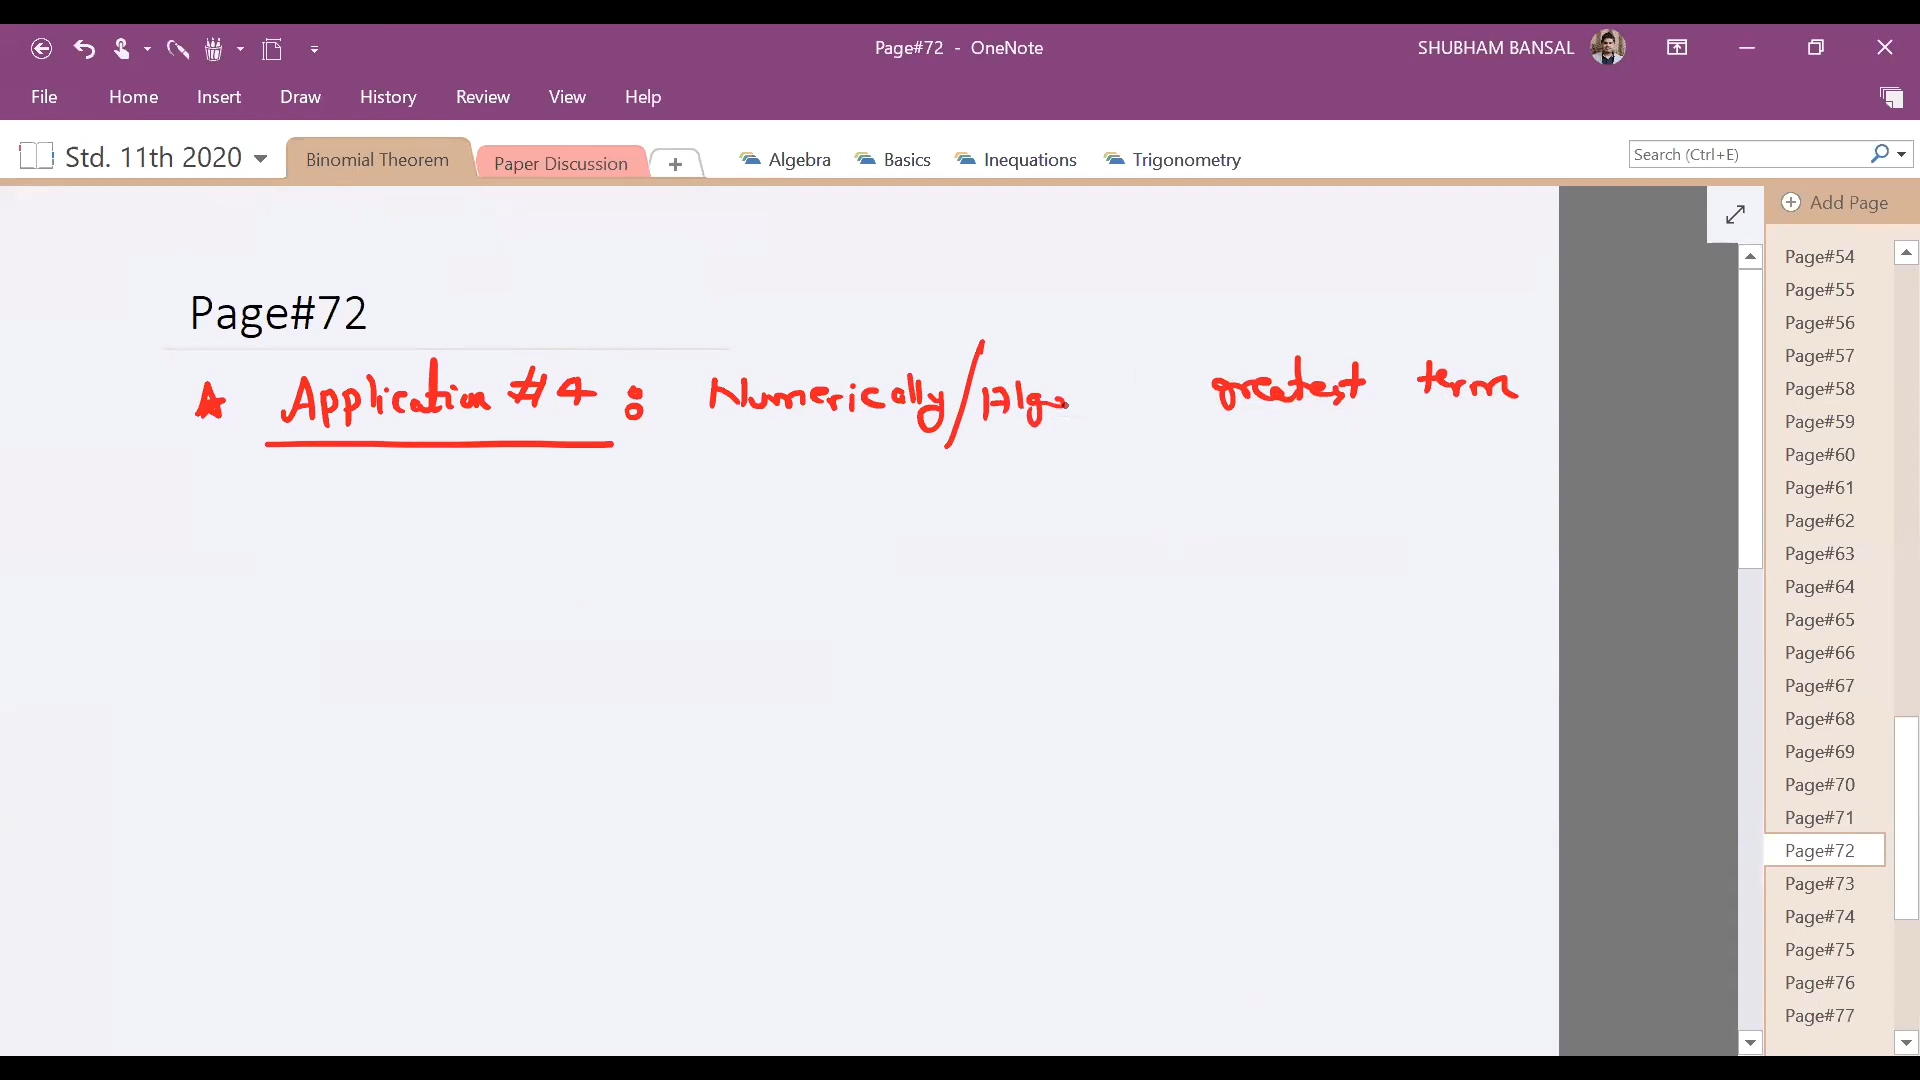 Page#72 - OneNote
SHUBHAM BANSAL
File Home Insert Draw History Review View Help
Std. 11th 2020 Binomial Theorem Paper Discussion + Algebra Basics Inequations Trigonometry Search (Ctrl+E)
Add Page
Page#72
Application #4 : Numerically/Alg greatest term
Page#54
Page#55
Page#56
Page#57
Page#58
Page#59
Page#60
Page#61
Page#62
Page#63
Page#64
Page#65
Page#66
Page#67
Page#68
Page#69
Page#70
Page#71
Page#72
Page#73
Page#74
Page#75
Page#76
Page#77